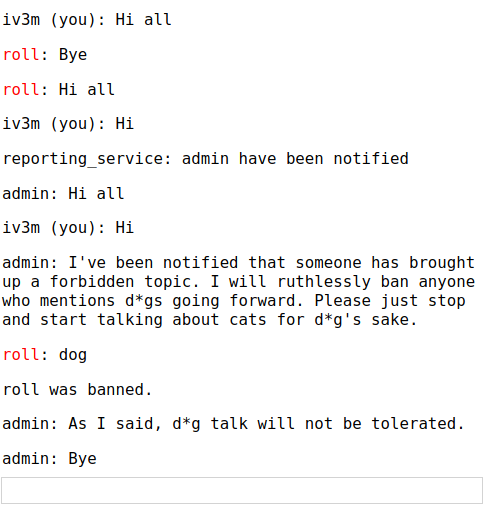 iv3m (you): Hi all
roll: Bye
roll: Hi all
iv3m (you): Hi
reporting_service: admin have been notified
admin: Hi all
iv3m (you): Hi
admin: I've been notified that someone has brought
up a forbidden topic. I will ruthlessly ban anyone
who mentions d*gs going forward. Please just stop
and start talking about cats for d*g's sake.
roll: dog
roll was banned.
admin: As I said, d*g talk will not be tolerated.
admin: Bye